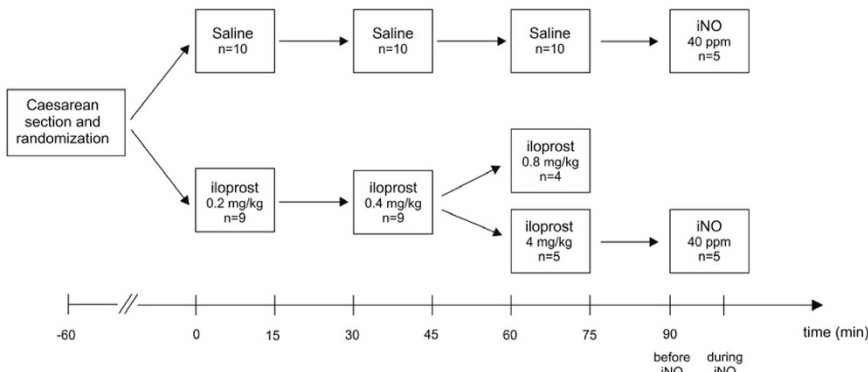 Saline
n=10
Saline
n=10
Saline
n=10
iNO
40 ppm
n=5
Caesarean
section and
randomization
iloprost
0.2 mg/kg
n=9
iloprost
0.4 mg/kg
n=9
iloprost
0.8 mg/kg
n=4
iloprost
4 mg/kg
n=5
iNO
40 ppm
n=5
-60
0
15
30
45
60
75
90
time (min)
before
iNO
during
iNO